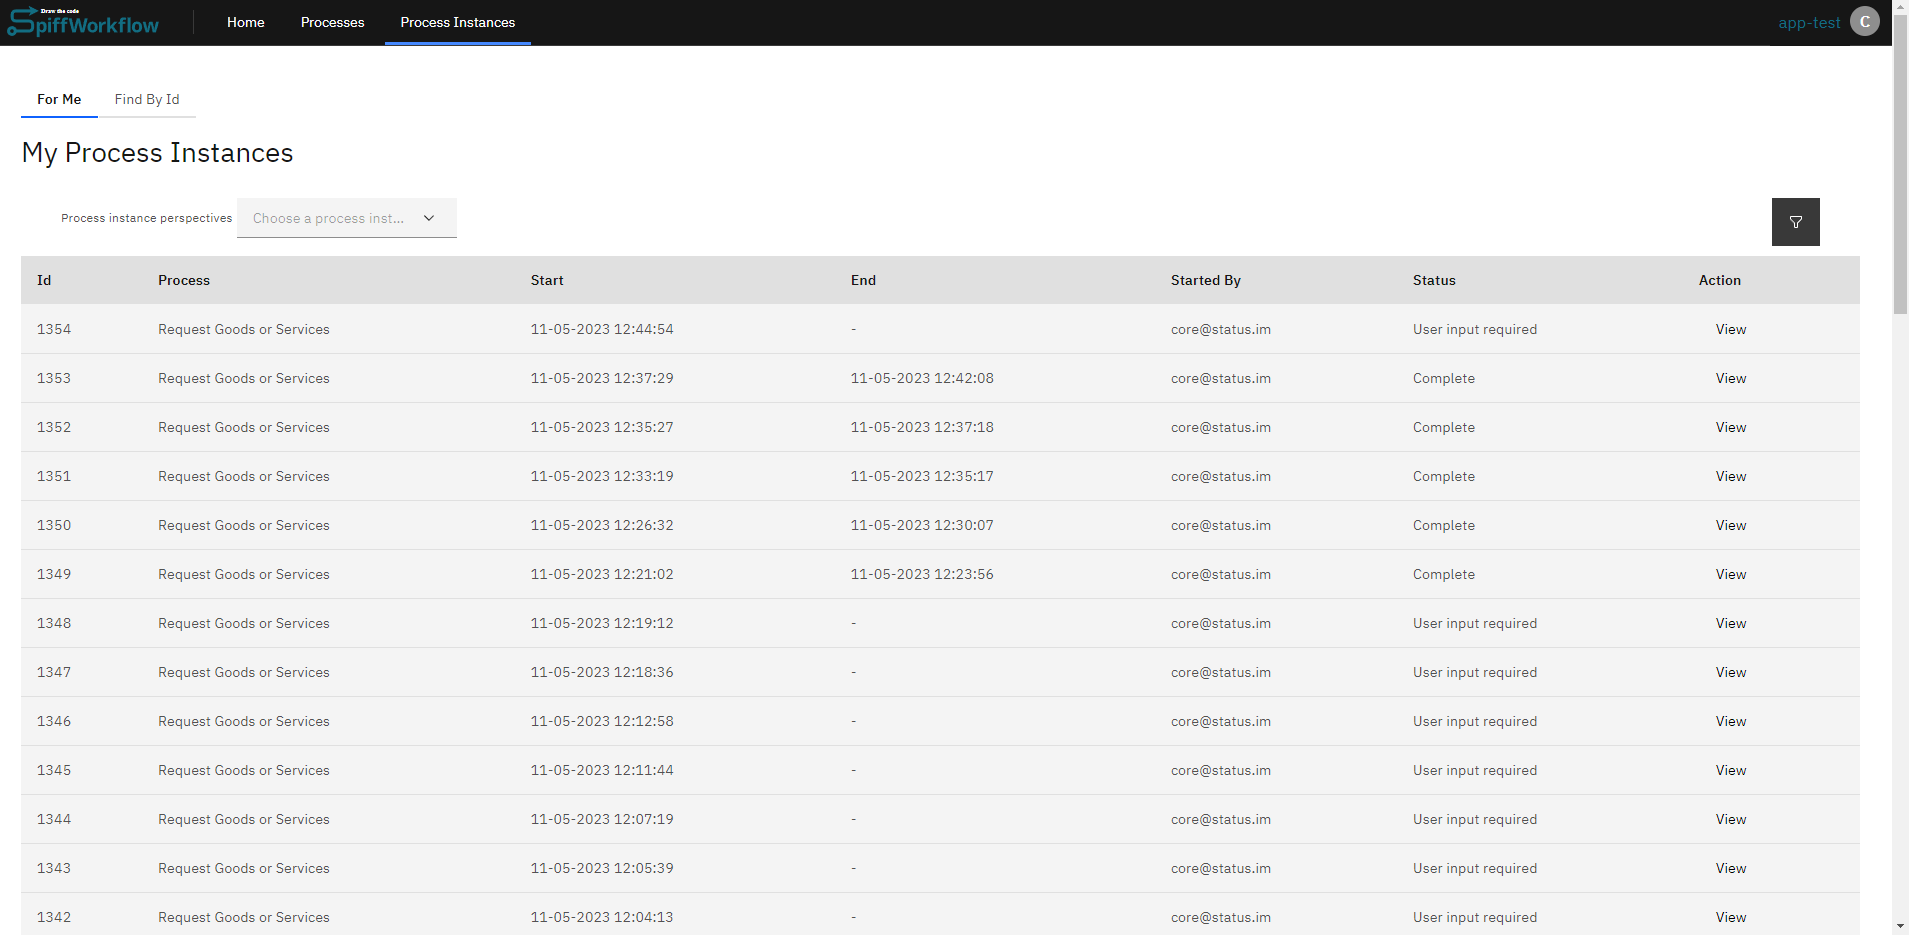 Draw the code
SpiffWorkflow
Home Processes Process Instances
app-test C
For Me Find By Id
My Process Instances
Process instance perspectives Choose a process inst...
Id Process Start End Started By Status Action
1354 Request Goods or Services 11-05-2023 12:44:54 - core@status.im User input required View
1353 Request Goods or Services 11-05-2023 12:37:29 11-05-2023 12:42:08 core@status.im Complete View
1352 Request Goods or Services 11-05-2023 12:35:27 11-05-2023 12:37:18 core@status.im Complete View
1351 Request Goods or Services 11-05-2023 12:33:19 11-05-2023 12:35:17 core@status.im Complete View
1350 Request Goods or Services 11-05-2023 12:26:32 11-05-2023 12:30:07 core@status.im Complete View
1349 Request Goods or Services 11-05-2023 12:21:02 11-05-2023 12:23:56 core@status.im Complete View
1348 Request Goods or Services 11-05-2023 12:19:12 - core@status.im User input required View
1347 Request Goods or Services 11-05-2023 12:18:36 - core@status.im User input required View
1346 Request Goods or Services 11-05-2023 12:12:58 - core@status.im User input required View
1345 Request Goods or Services 11-05-2023 12:11:44 - core@status.im User input required View
1344 Request Goods or Services 11-05-2023 12:07:19 - core@status.im User input required View
1343 Request Goods or Services 11-05-2023 12:05:39 - core@status.im User input required View
1342 Request Goods or Services 11-05-2023 12:04:13 - core@status.im User input required View